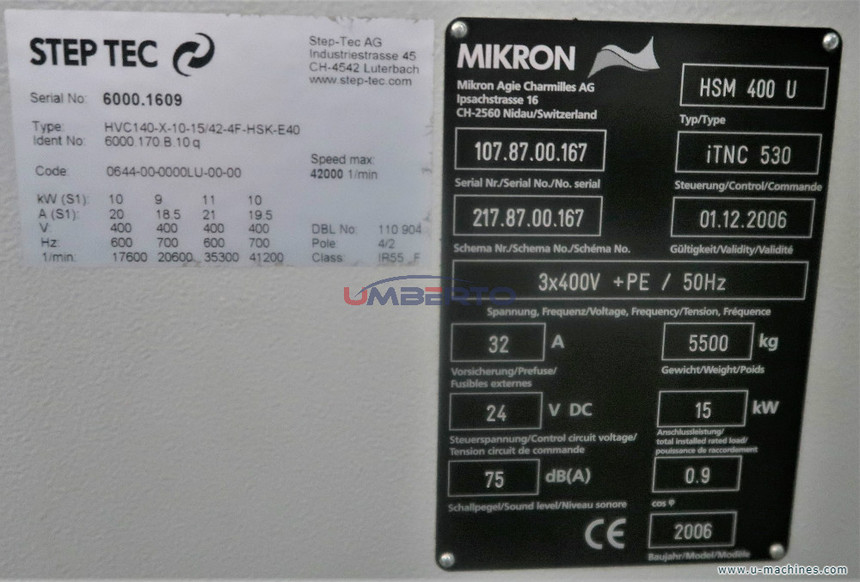 STEP TEC
Step-Tec AG
Industriestrasse 45
CH-4542 Luterbach
www.step-tec.com
Serial No: 6000.1609
Type: HVC140-X-10-15/42-4F-HSK-E40
Ident No: 6000.170.B.10q
Code: 0644-00-0000LU-00-00
Speed max:
42000 1/min
kW (S1): 10 9 11 10
A (S1): 20 18.5 21 19.5
V: 400 400 400 400 DBL No: 110 904
Hz: 600 700 600 700 Pole: 4/2
1/min: 17600 20600 35300 41200 Class: IR55 F
MIKRON
Mikron Agie Charmilles AG
Ipsachstrasse 16
CH-2560 Nidau/Switzerland
HSM 400 U
Typ/Type
107.87.00.167
Serial Nr./Serial No./No. serial
iTNC 530
Steuerung/Control/Commande
217.87.00.167
Schema Nr./Schema No./Schéma No.
01.12.2006
Gültigkeit/Validity/Validité
3x400V +PE / 50Hz
Spannung, Frequenz/Voltage, Frequency/Tension, Fréquence
32 A
Vorsicherung/Prefuse/
Fusibles externes
5500 kg
Gewicht/Weight/Poids
24 V DC
Steuerspannung/Control circuit voltage/
Tension circuit de commande
15 kW
Anschlussleistung/
total installed rated load/
puissance de raccordement
75 dB(A)
Schallpegel/Sound level/Niveau sonore
0.9
cos φ
CE
2006
Baujahr/Model/Modèle
UMBERTO
www.u-machines.com